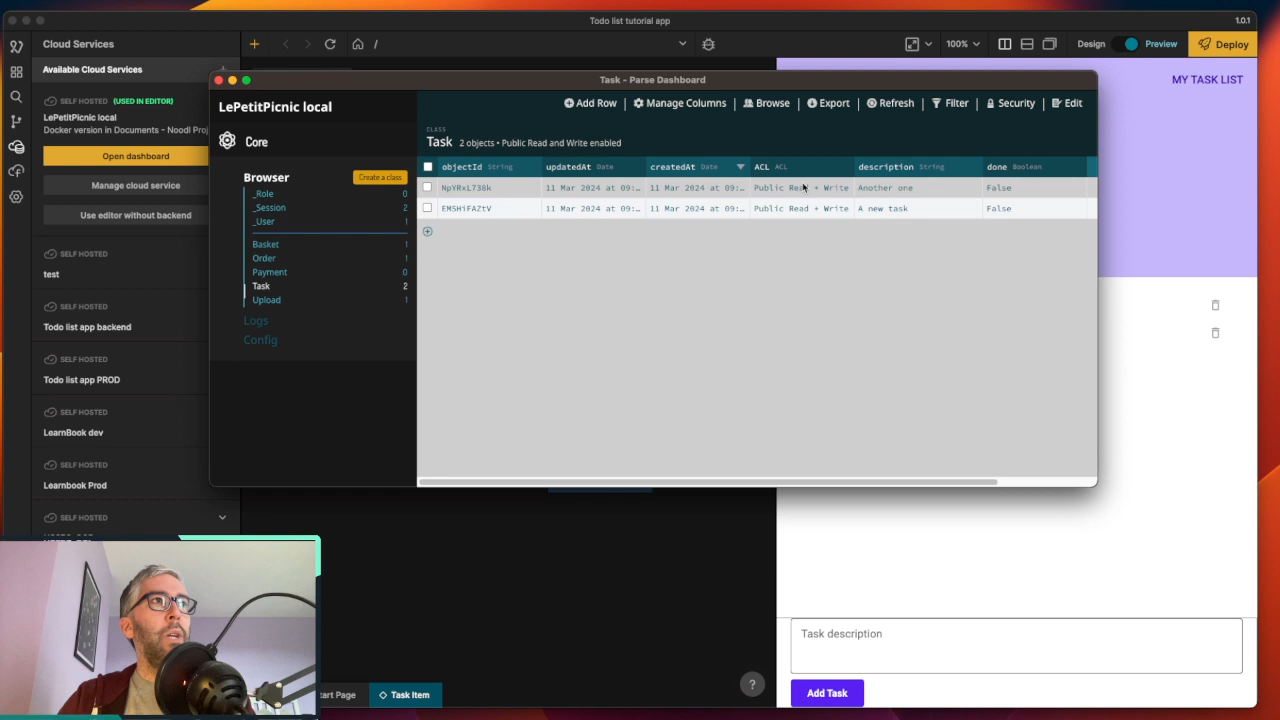 Todo list tutorial app
1.0.1
Cloud Services
/
100%
Design
Preview
Deploy
Available Cloud Services
SELF HOSTED (USED IN EDITOR)
LePetitPicnic local
Docker version in Documents - Noodl Proj
Open dashboard
Manage cloud service
Use editor without backend
SELF HOSTED
test
SELF HOSTED
Todo list app backend
SELF HOSTED
Todo list app PROD
SELF HOSTED
LearnBook dev
SELF HOSTED
Learnbook Prod
SELF HOSTED
Task - Parse Dashboard
LePetitPicnic local
Core
Browser
Create a class
_Role 0
_Session 2
_User 1
Basket 1
Order 1
Payment 0
Task 2
Upload 1
Logs
Config
Add Row | Manage Columns | Browse | Export | Refresh | Filter | Security | Edit
CLASS
Task 2 objects • Public Read and Write enabled
objectId String updatedAt Date createdAt Date ACL ACL description String done Boolean
NpYRxL738k 11 Mar 2024 at 09:… 11 Mar 2024 at 09:… Public Read + Write Another one False
EMSHiFAZtV 11 Mar 2024 at 09:… 11 Mar 2024 at 09:… Public Read + Write A new task False
MY TASK LIST
Task description
Add Task
tart Page
Task Item
?